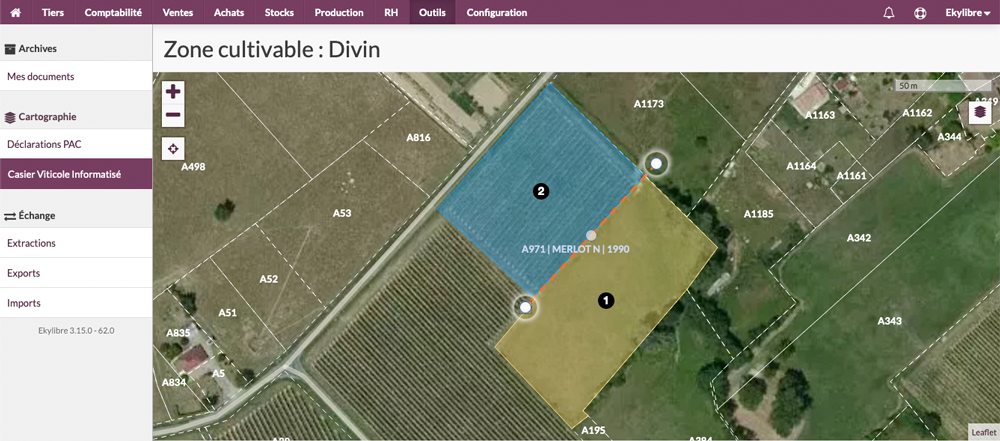 Tiers Comptabilité Ventes Achats Stocks Production RH Outils Configuration Ekylibre
Archives
Mes documents
Cartographie
Déclarations PAC
Casier Viticole Informatisé
Échange
Extractions
Exports
Imports
Ekylibre 3.15.0 - 62.0
Zone cultivable : Divin
50 m
A1173
A1163
A1162
A344
A816
A498
A1164
A1161
A53
2
A1185
A342
A971 | MERLOT N | 1990
A52
1
A51
A343
A835
A834
A5
A195
Leaflet